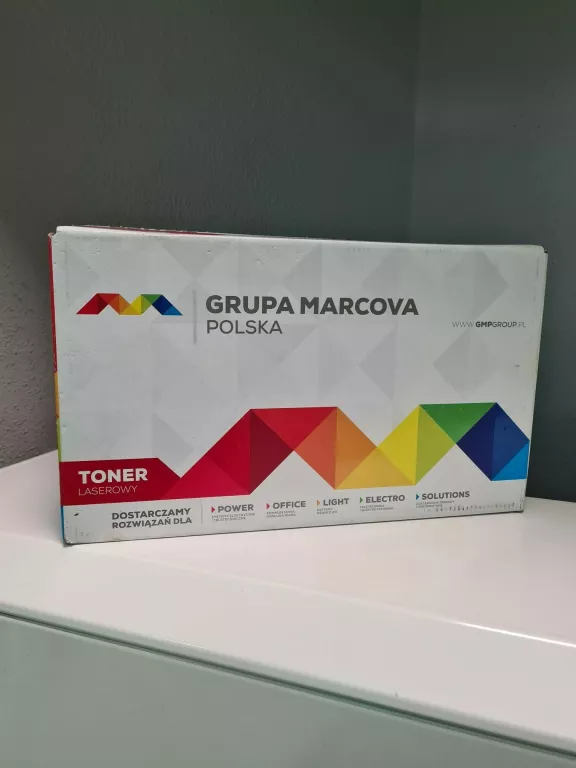 GRUPA MARCOVA
POLSKA
WWW.GMPGROUP.PL
TONER
LASEROWY
DOSTARCZAMY
ROZWIĄZAŃ DLA
POWER
OFFICE
LIGHT
ELECTRO
SOLUTIONS